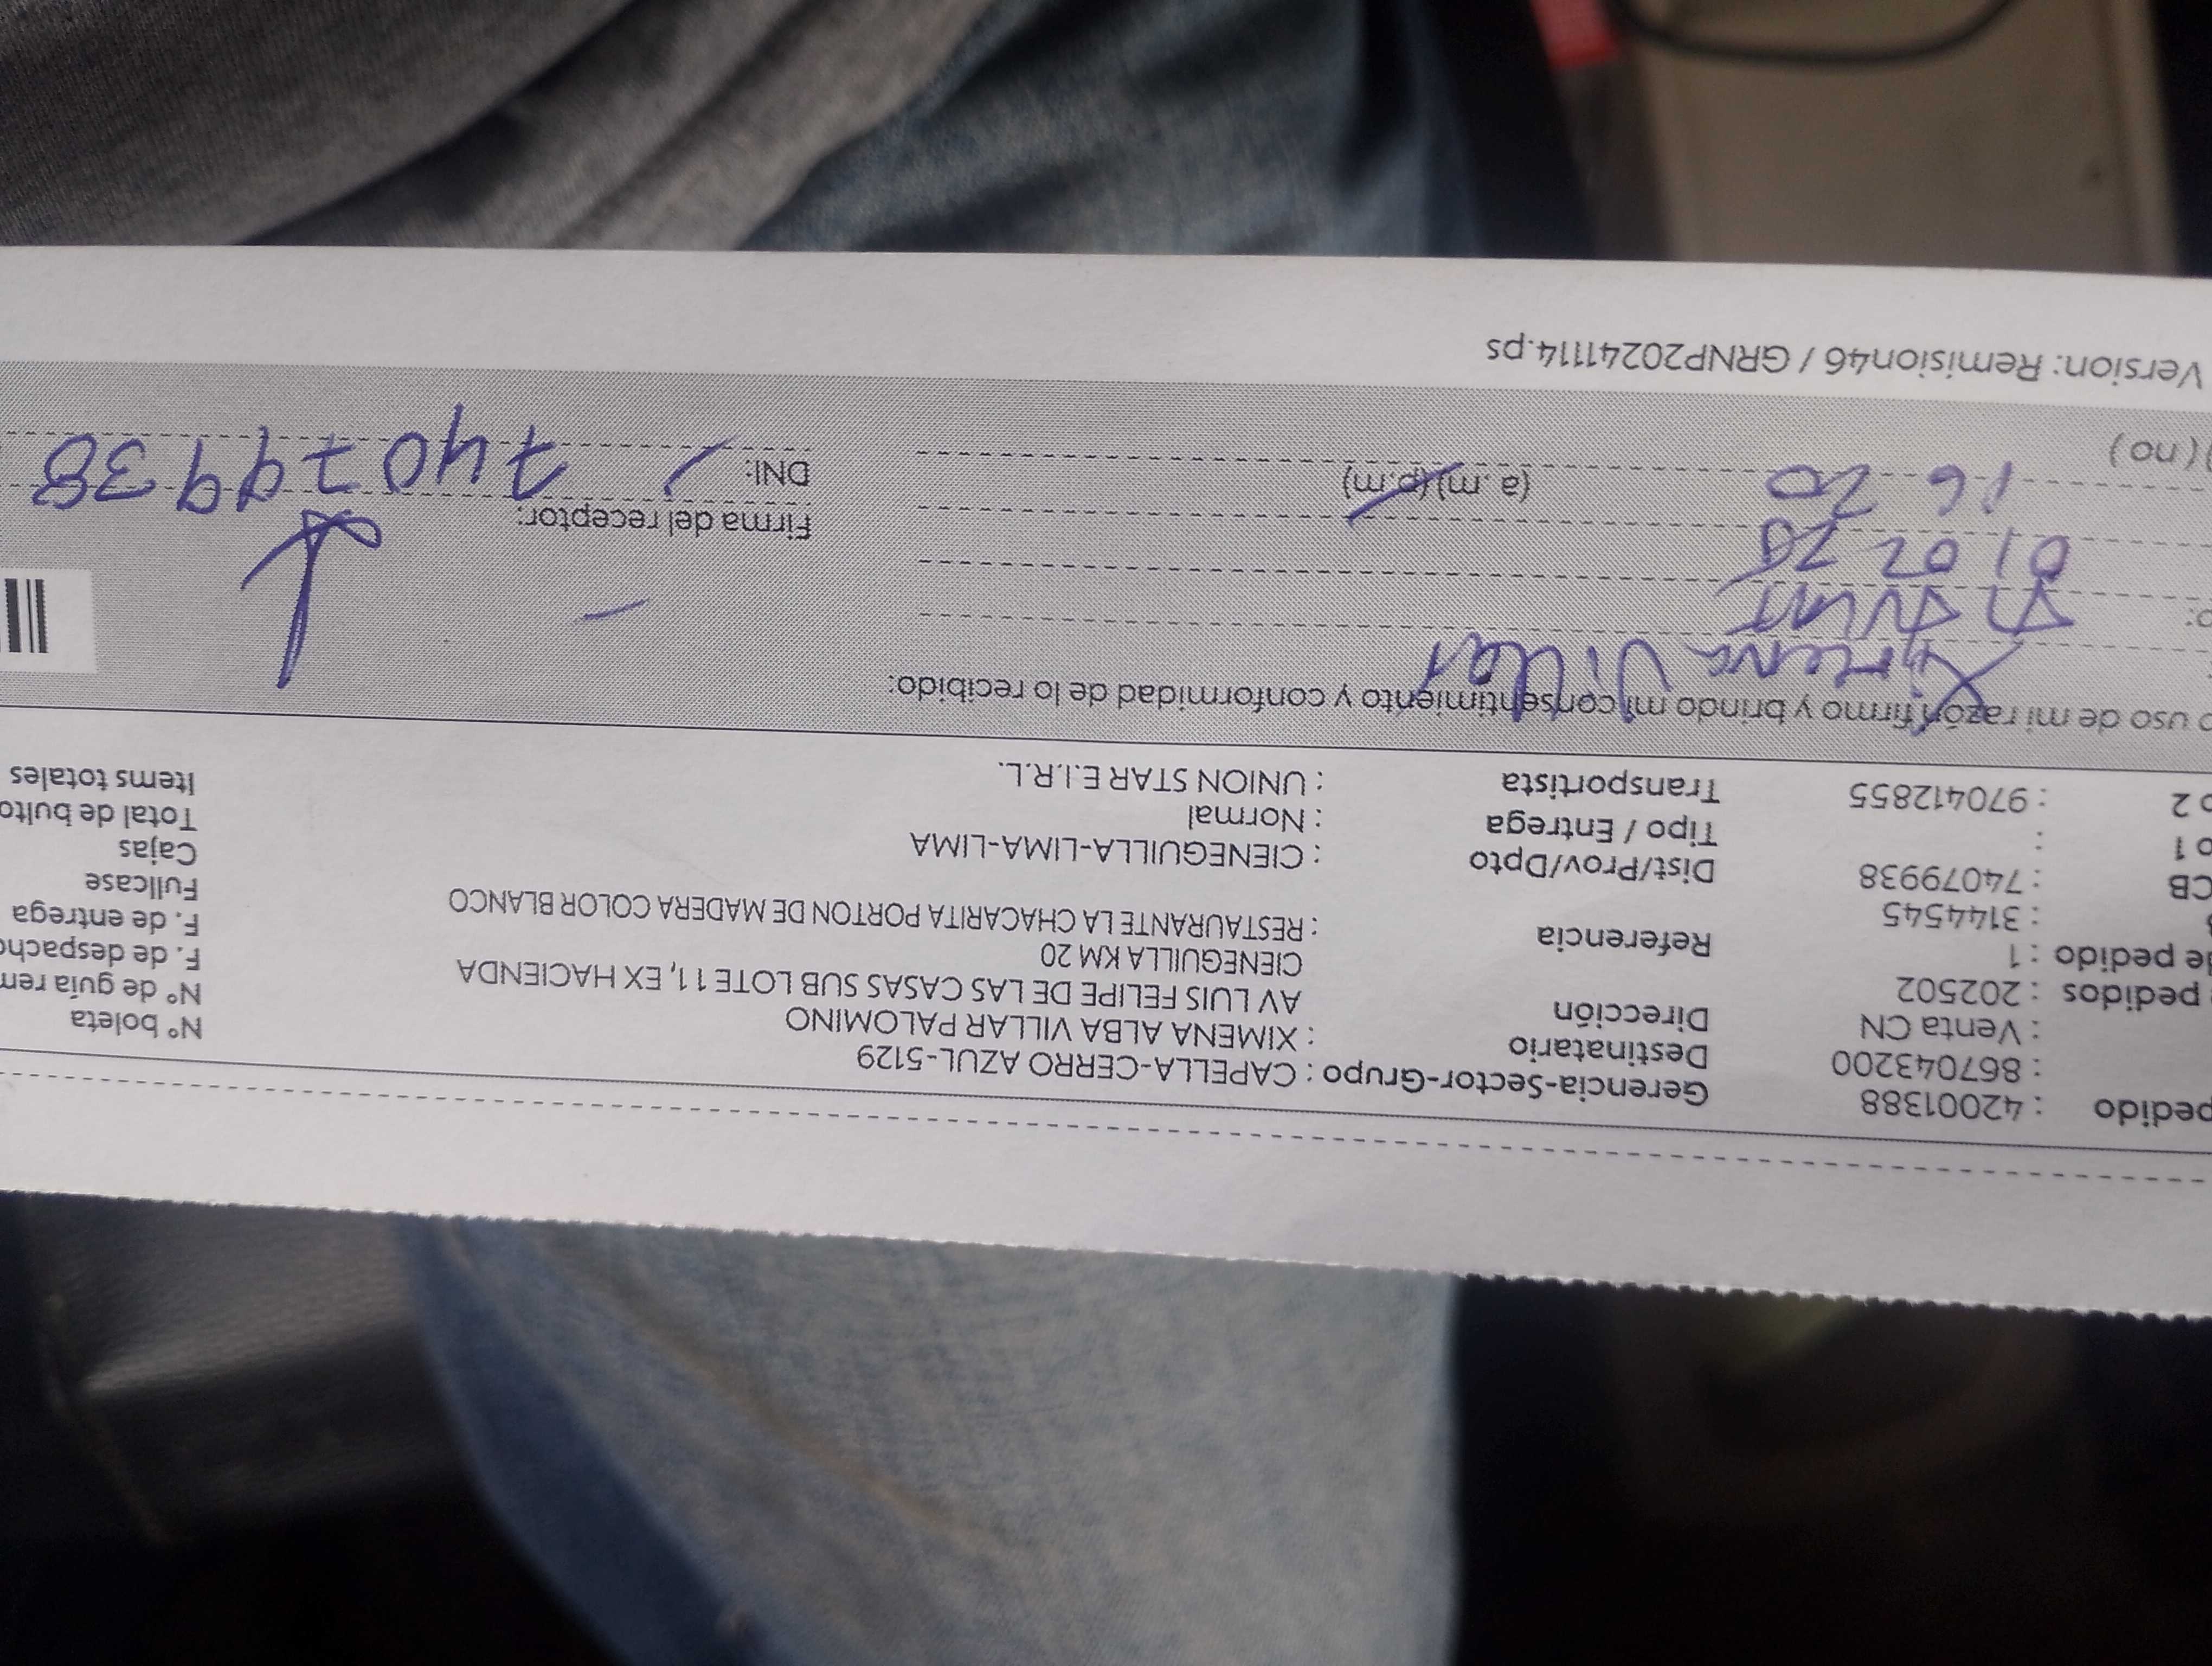 pedido : 42001388 Gerencia-Sector-Grupo : CAPELLA-CERRO AZUL-5129
: 867043200 Destinatario : XIMENA ALBA VILLAR PALOMINO Nº boleta
: Venta CN Dirección AV LUIS FELIPE DE LAS CASAS SUB LOTE 11, EX HACIENDA Nº de guía rem
pedidos : 202502 CIENEGUILLA KM 20 F. de despacho
de pedido : 1 Referencia : RESTAURANTE LA CHACARITA PORTON DE MADERA COLOR BLANCO F. de entrega
: 3144545 Fullcase
CB : 74079938 Dist/Prov/Dpto : CIENEGUILLA-LIMA-LIMA Cajas
o 1 : Tipo / Entrega : Normal Total de bulto
o 2 : 970412855 Transportista : UNION STAR E.I.R.L. Items totales
o uso de mi razón firmo y brindo mi consentimiento y conformidad de lo recibido:
Ximena Villar
01 02 25
Firma del receptor:
16 20 (a.m)(p.m) DNI: 74079938
(no)
Version: Remision46 / GRNP20241114.ps